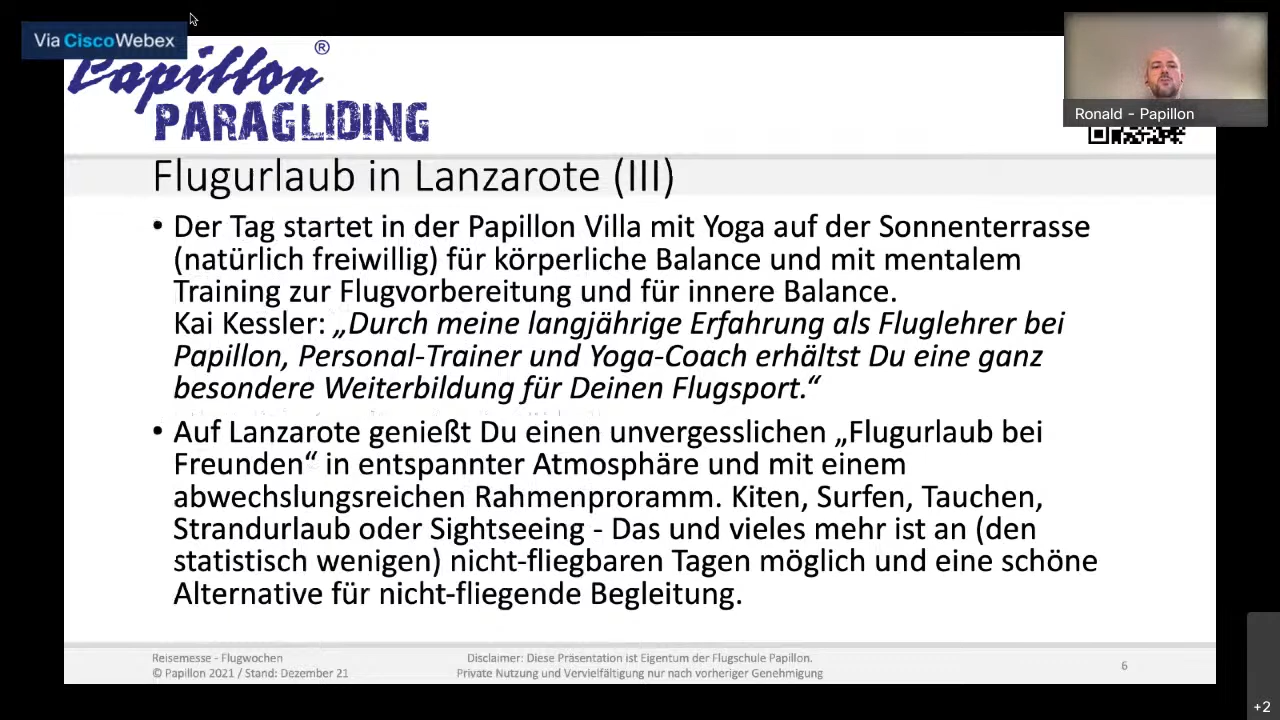 Via CiscoWebex
Papillon®
PARAGLIDING
Ronald - Papillon
Flugurlaub in Lanzarote (III)
• Der Tag startet in der Papillon Villa mit Yoga auf der Sonnenterrasse
(natürlich freiwillig) für körperliche Balance und mit mentalem
Training zur Flugvorbereitung und für innere Balance.
Kai Kessler: „Durch meine langjährige Erfahrung als Fluglehrer bei
Papillon, Personal-Trainer und Yoga-Coach erhältst Du eine ganz
besondere Weiterbildung für Deinen Flugsport.“
• Auf Lanzarote genießt Du einen unvergesslichen „Flugurlaub bei
Freunden“ in entspannter Atmosphäre und mit einem
abwechslungsreichen Rahmenproramm. Kiten, Surfen, Tauchen,
Strandurlaub oder Sightseeing - Das und vieles mehr ist an (den
statistisch wenigen) nicht-fliegbaren Tagen möglich und eine schöne
Alternative für nicht-fliegende Begleitung.
Reisemesse - Flugwochen
© Papillon 2021 / Stand: Dezember 21
Disclaimer: Diese Präsentation ist Eigentum der Flugschule Papillon.
Private Nutzung und Vervielfältigung nur nach vorheriger Genehmigung
6
+2